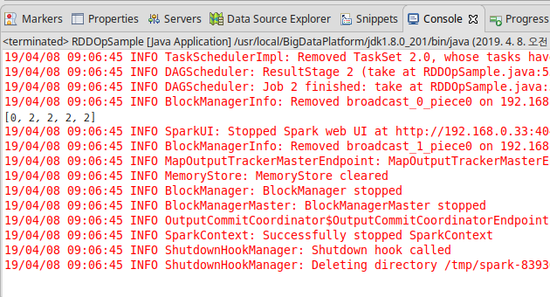 Markers Properties Servers Data Source Explorer Snippets Console Progress
<terminated> RDDOpSample [Java Application] /usr/local/BigDataPlatform/jdk1.8.0_201/bin/java (2019. 4. 8. 오전
19/04/08 09:06:45 INFO TaskSchedulerImpl: Removed TaskSet 2.0, whose tasks hav
19/04/08 09:06:45 INFO DAGScheduler: ResultStage 2 (take at RDDOpSample.java:5
19/04/08 09:06:45 INFO DAGScheduler: Job 2 finished: take at RDDOpSample.java:
19/04/08 09:06:45 INFO BlockManagerInfo: Removed broadcast_0_piece0 on 192.168
[0, 2, 2, 2, 2]
19/04/08 09:06:45 INFO SparkUI: Stopped Spark web UI at http://192.168.0.33:40
19/04/08 09:06:45 INFO BlockManagerInfo: Removed broadcast_1_piece0 on 192.168
19/04/08 09:06:45 INFO MapOutputTrackerMasterEndpoint: MapOutputTrackerMasterE
19/04/08 09:06:45 INFO MemoryStore: MemoryStore cleared
19/04/08 09:06:45 INFO BlockManager: BlockManager stopped
19/04/08 09:06:45 INFO BlockManagerMaster: BlockManagerMaster stopped
19/04/08 09:06:45 INFO OutputCommitCoordinator$OutputCommitCoordinatorEndpoint
19/04/08 09:06:45 INFO SparkContext: Successfully stopped SparkContext
19/04/08 09:06:45 INFO ShutdownHookManager: Shutdown hook called
19/04/08 09:06:45 INFO ShutdownHookManager: Deleting directory /tmp/spark-8393